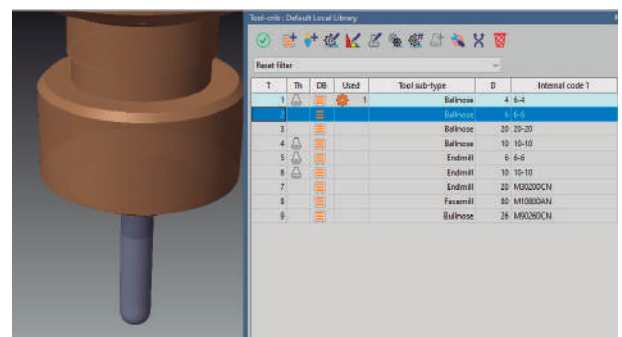 Tool-crib : Default Local Library
Reset filter
T Th DB Used Tool sub-type D Internal code 1
1 1 Ballnose 4 6-4
2 Ballnose 6 6-6
3 Ballnose 20 20-20
4 Ballnose 10 10-10
5 Endmill 6 6-6
6 Endmill 10 10-10
7 Endmill 20 M30200CN
8 Facemill 80 M10800AN
9 Bullnose 26 M90260CN